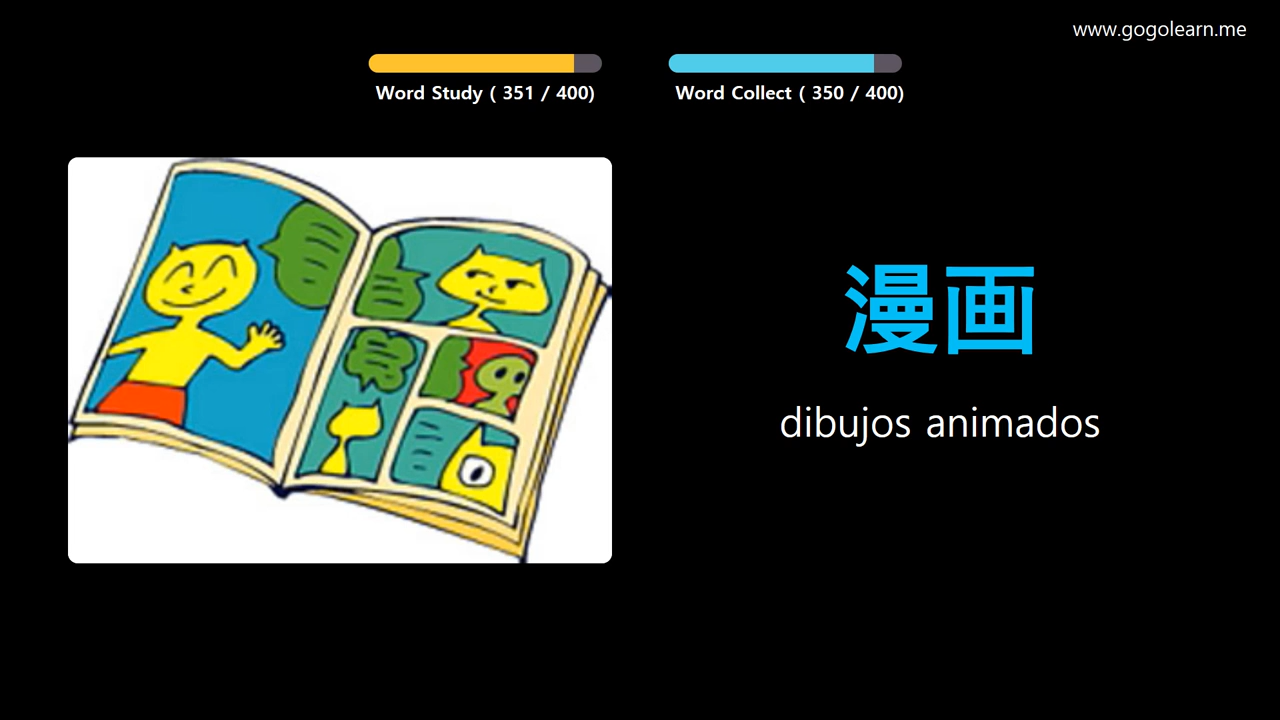 www.gogolearn.me
Word Study ( 351 / 400)
Word Collect ( 350 / 400)
漫画
dibujos animados